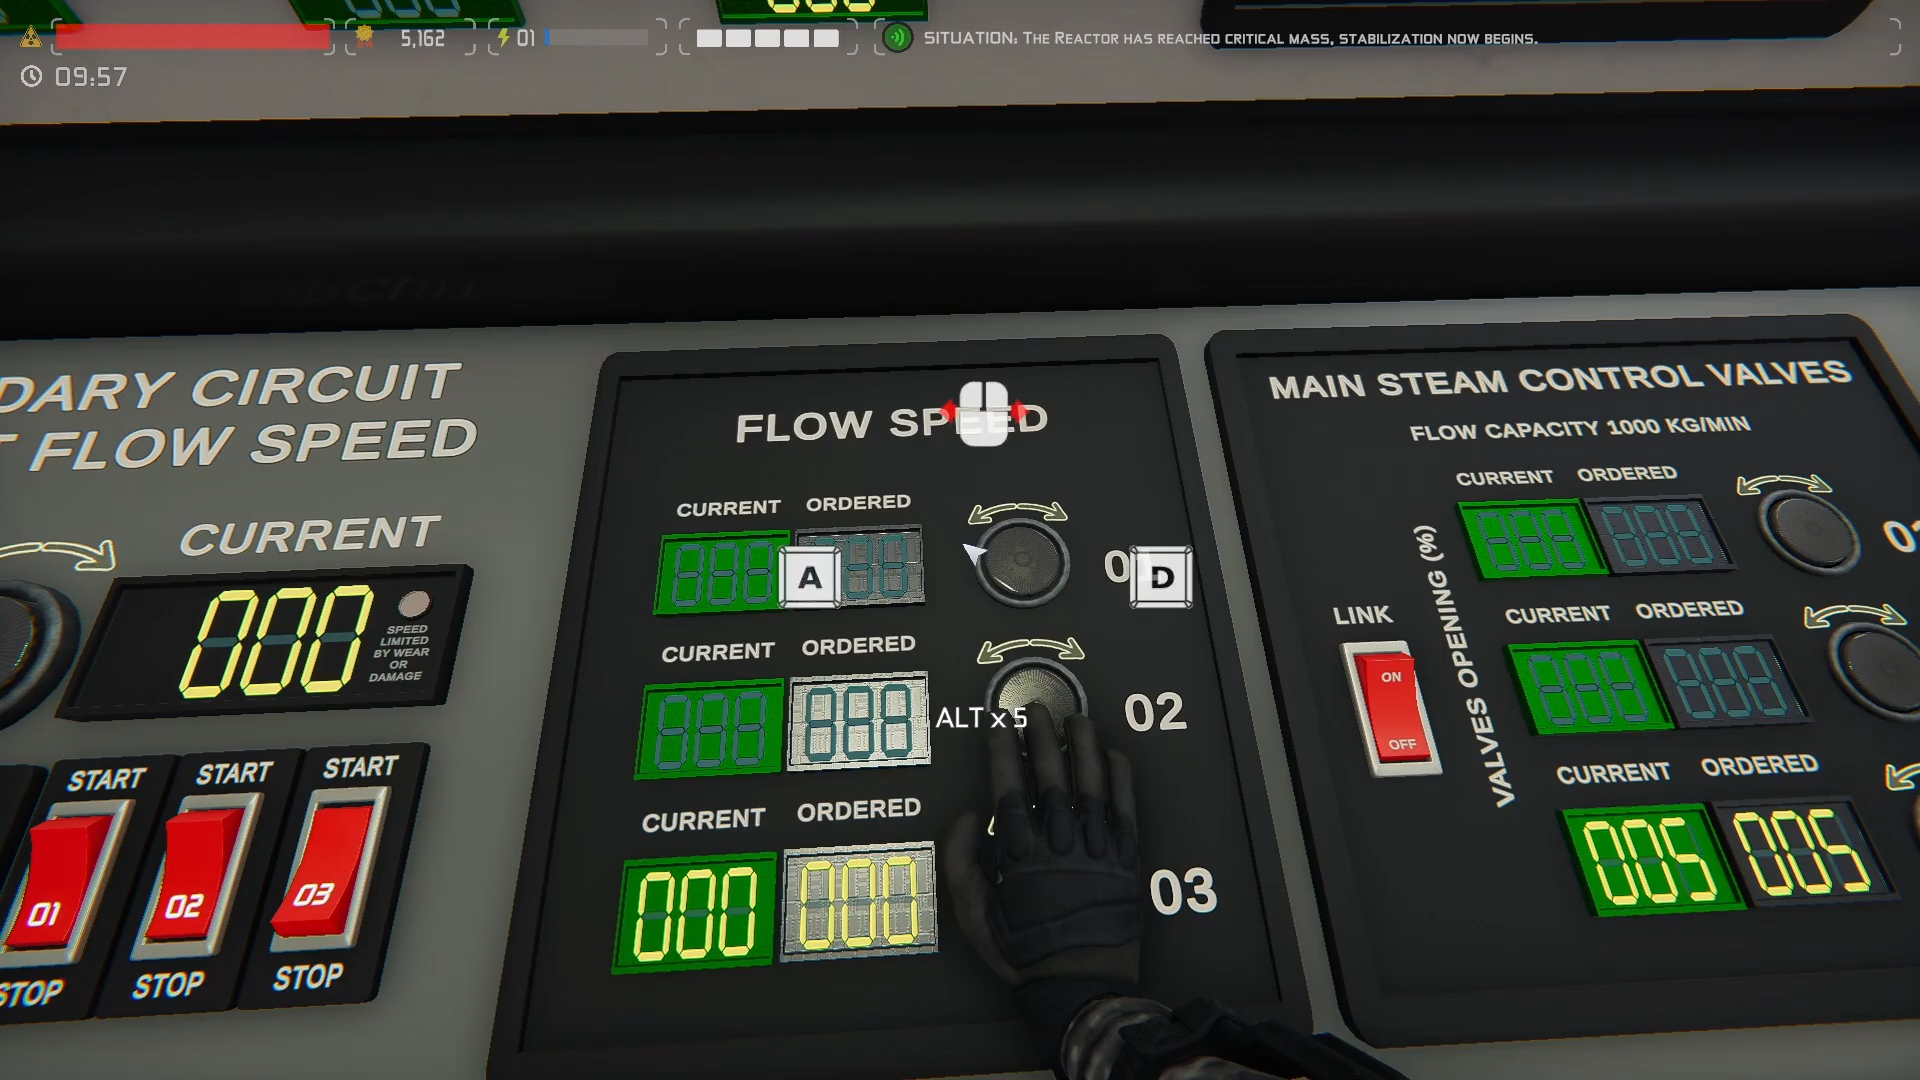 5,162
01
SITUATION: THE REACTOR HAS REACHED CRITICAL MASS, STABILIZATION NOW BEGINS.
09:57
DARY CIRCUIT
T FLOW SPEED
CURRENT
000
SPEED
LIMITED
BY WEAR
OR
DAMAGE
START
START
START
01
02
03
STOP
STOP
STOP
FLOW SPEED
CURRENT
ORDERED
A
D
CURRENT
ORDERED
ALT x 5
02
CURRENT
ORDERED
000
000
03
MAIN STEAM CONTROL VALVES
FLOW CAPACITY 1000 KG/MIN
CURRENT
ORDERED
LINK
ON
OFF
VALVES OPENING (%)
CURRENT
ORDERED
CURRENT
ORDERED
005
005